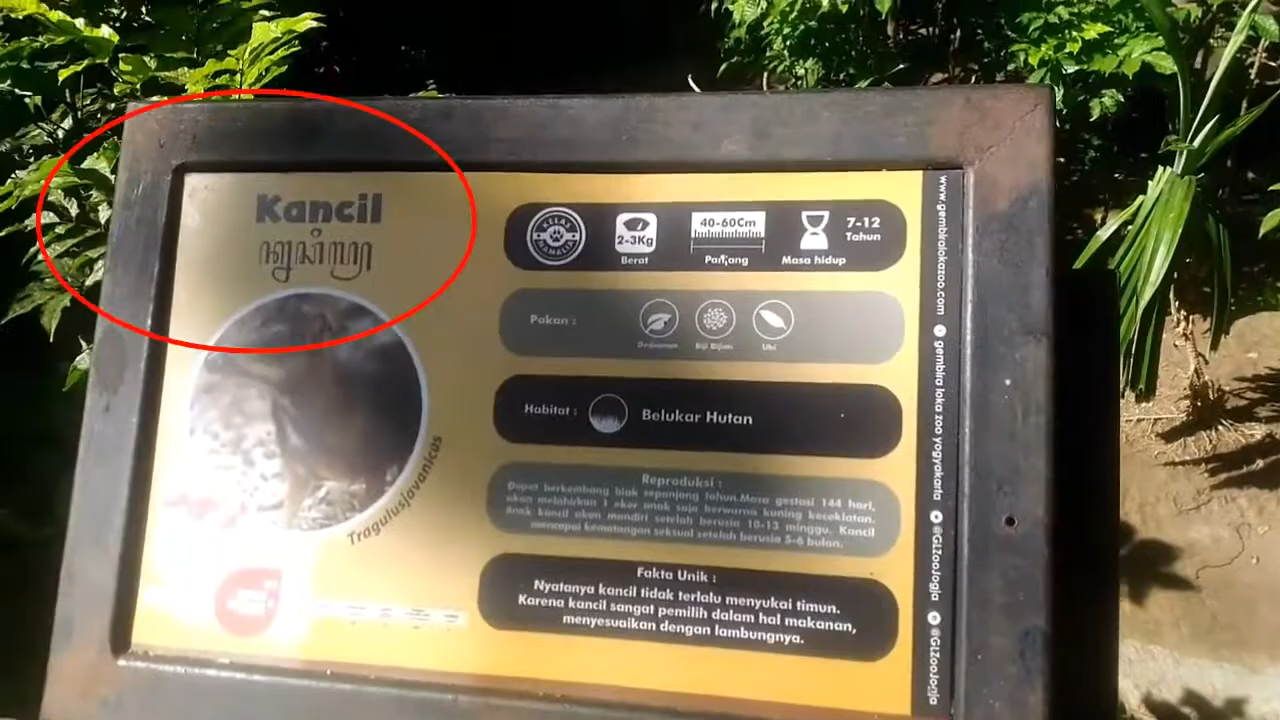 Kancil
KELAS
MAMALIA
2-3Kg
Berat
40-60Cm
Panjang
7-12
Tahun
Masa hidup
Pakan :
Dedaunan
Biji Bijian
Ubi
Habitat :
Belukar Hutan
Reproduksi :
Dapat berkembang biak sepanjang tahun.Masa gestasi 144 hari,
akan melahirkan 1 ekor anak saja berwarna kuning kecoklatan.
Anak kancil akan mandiri setelah berusia 10-13 minggu. Kancil
mencapai kematangan seksual setelah berusia 5-6 bulan.
Fakta Unik :
Nyatanya kancil tidak terlalu menyukai timun.
Karena kancil sangat pemilih dalam hal makanan,
menyesuaikan dengan lambungnya.
Tragulusjavanicas
www.gembiralokazoo.com
gembira loka zoo yogyakarta
@GLZooJogja
@GLZooJogja